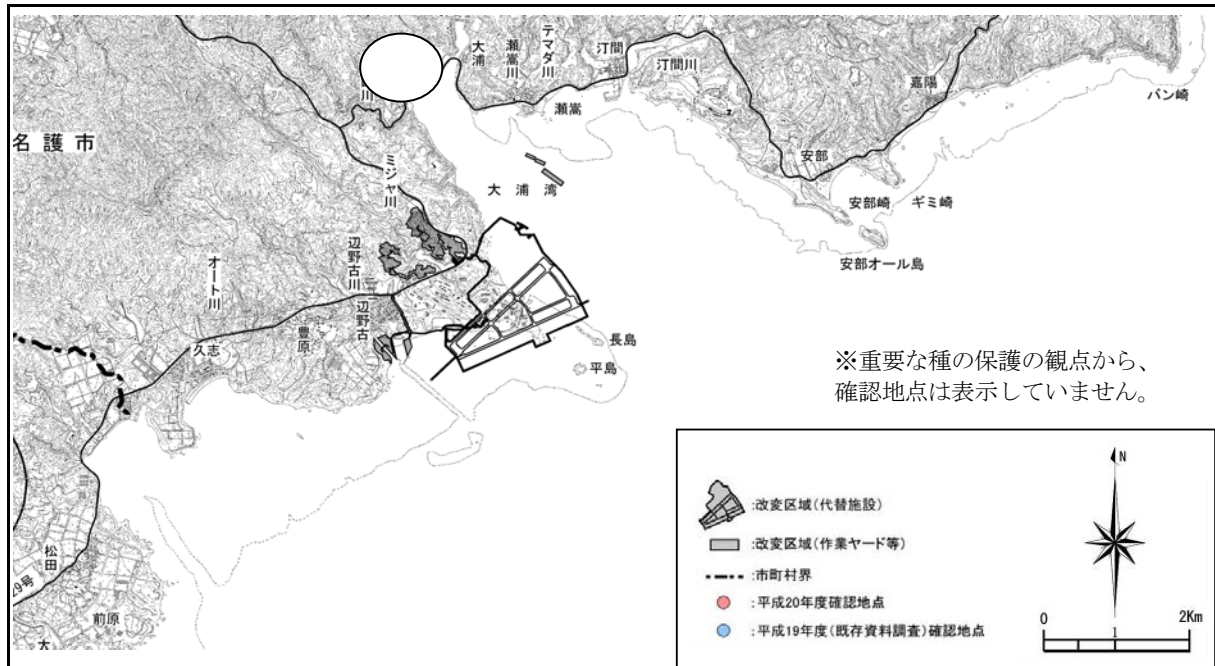 大浦
瀬嵩川
テマダ川
汀間
汀間川
嘉陽
バン崎
川
瀬嵩
名護市
安部
ミジャ川
大浦湾
安部崎
ギミ崎
安部オール島
オート川
辺野古川
辺野古
豊原
久志
長島
平島
※重要な種の保護の観点から、
確認地点は表示していません。
N
:改変区域(代替施設)
:改変区域(作業ヤード等)
:市町村界
:平成20年度確認地点
:平成19年度(既存資料調査)確認地点
0 1 2Km
松田
29号
前原
大